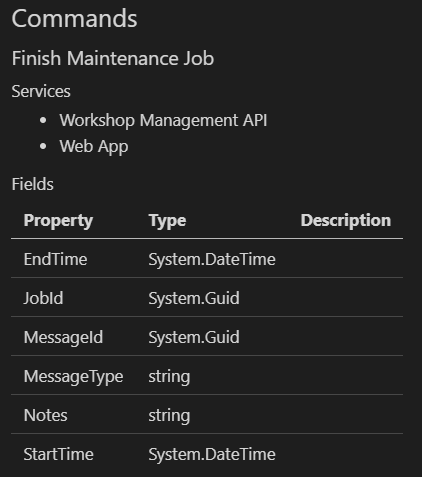 Commands
Finish Maintenance Job
Services
• Workshop Management API
• Web App
Fields
Property Type Description
EndTime System.DateTime
JobId System.Guid
MessageId System.Guid
MessageType string
Notes string
StartTime System.DateTime